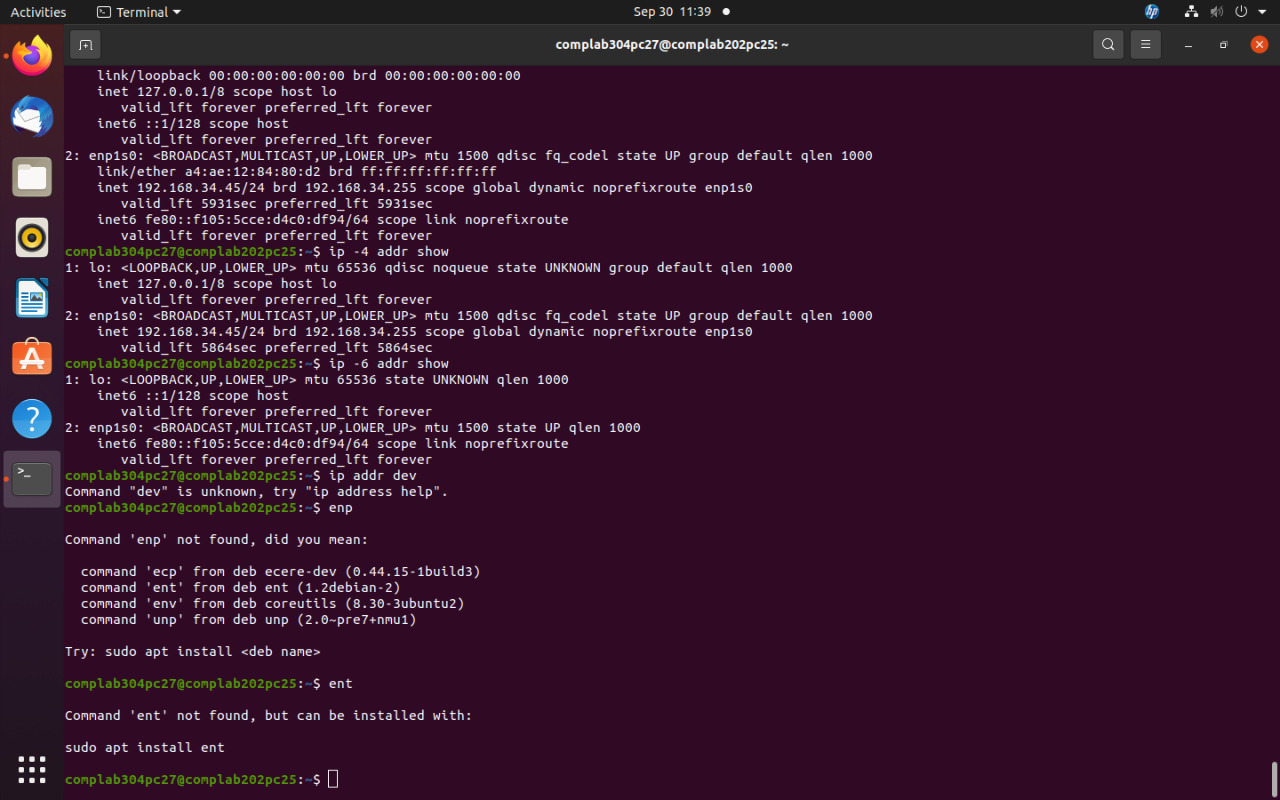 Activities
Terminal
Sep 30 11:39
complab304pc27@complab202pc25: ~
    link/loopback 00:00:00:00:00:00 brd 00:00:00:00:00:00
    inet 127.0.0.1/8 scope host lo
       valid_lft forever preferred_lft forever
    inet6 ::1/128 scope host
       valid_lft forever preferred_lft forever
2: enp1s0: <BROADCAST,MULTICAST,UP,LOWER_UP> mtu 1500 qdisc fq_codel state UP group default qlen 1000
    link/ether a4:ae:12:84:80:d2 brd ff:ff:ff:ff:ff:ff
    inet 192.168.34.45/24 brd 192.168.34.255 scope global dynamic noprefixroute enp1s0
       valid_lft 5931sec preferred_lft 5931sec
    inet6 fe80::f105:5cce:d4c0:df94/64 scope link noprefixroute
       valid_lft forever preferred_lft forever
complab304pc27@complab202pc25:~$ ip -4 addr show
1: lo: <LOOPBACK,UP,LOWER_UP> mtu 65536 qdisc noqueue state UNKNOWN group default qlen 1000
    inet 127.0.0.1/8 scope host lo
       valid_lft forever preferred_lft forever
2: enp1s0: <BROADCAST,MULTICAST,UP,LOWER_UP> mtu 1500 qdisc fq_codel state UP group default qlen 1000
    inet 192.168.34.45/24 brd 192.168.34.255 scope global dynamic noprefixroute enp1s0
       valid_lft 5864sec preferred_lft 5864sec
complab304pc27@complab202pc25:~$ ip -6 addr show
1: lo: <LOOPBACK,UP,LOWER_UP> mtu 65536 state UNKNOWN qlen 1000
    inet6 ::1/128 scope host
       valid_lft forever preferred_lft forever
2: enp1s0: <BROADCAST,MULTICAST,UP,LOWER_UP> mtu 1500 state UP qlen 1000
    inet6 fe80::f105:5cce:d4c0:df94/64 scope link noprefixroute
       valid_lft forever preferred_lft forever
complab304pc27@complab202pc25:~$ ip addr dev
Command "dev" is unknown, try "ip address help".
complab304pc27@complab202pc25:~$ enp

Command 'enp' not found, did you mean:

  command 'ecp' from deb ecere-dev (0.44.15-1build3)
  command 'ent' from deb ent (1.2debian-2)
  command 'env' from deb coreutils (8.30-3ubuntu2)
  command 'unp' from deb unp (2.0~pre7+nmu1)

Try: sudo apt install <deb name>

complab304pc27@complab202pc25:~$ ent

Command 'ent' not found, but can be installed with:

sudo apt install ent

complab304pc27@complab202pc25:~$